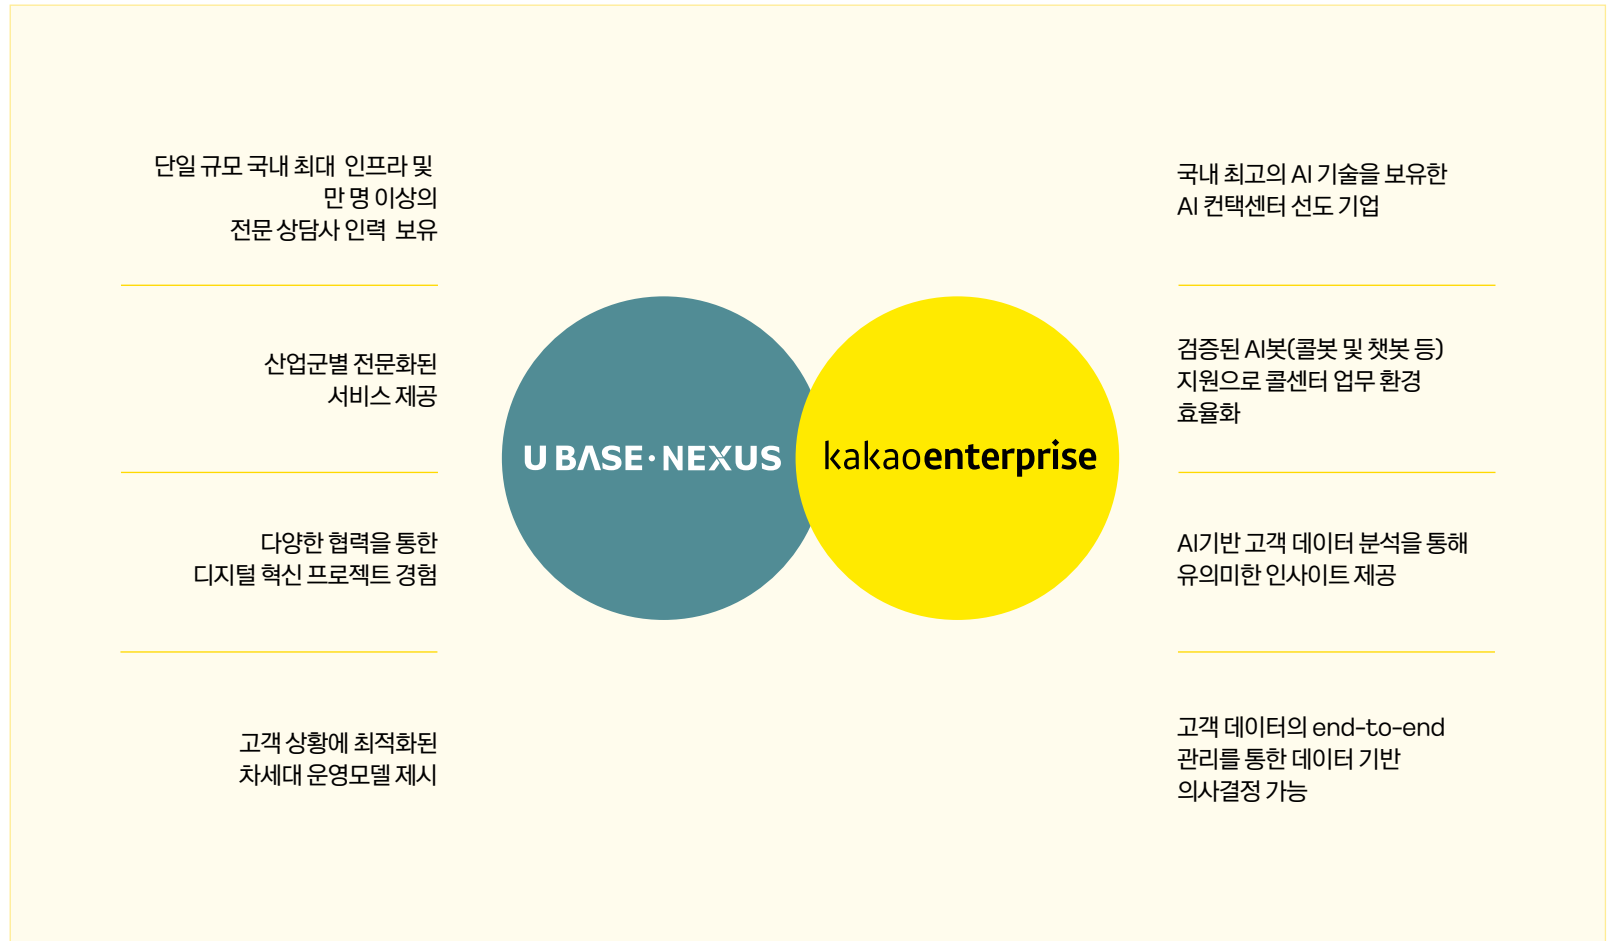 단일 규모 국내 최대 인프라 및
만 명 이상의
전문 상담사 인력 보유
산업군별 전문화된
서비스 제공
다양한 협력을 통한
디지털 혁신 프로젝트 경험
고객 상황에 최적화된
차세대 운영모델 제시
U BASE · NEXUS
kakaoenterprise
국내 최고의 AI 기술을 보유한
AI 컨택센터 선도 기업
검증된 AI봇(콜봇 및 챗봇 등)
지원으로 콜센터 업무 환경
효율화
AI기반 고객 데이터 분석을 통해
유의미한 인사이트 제공
고객 데이터의 end-to-end
관리를 통한 데이터 기반
의사결정 가능